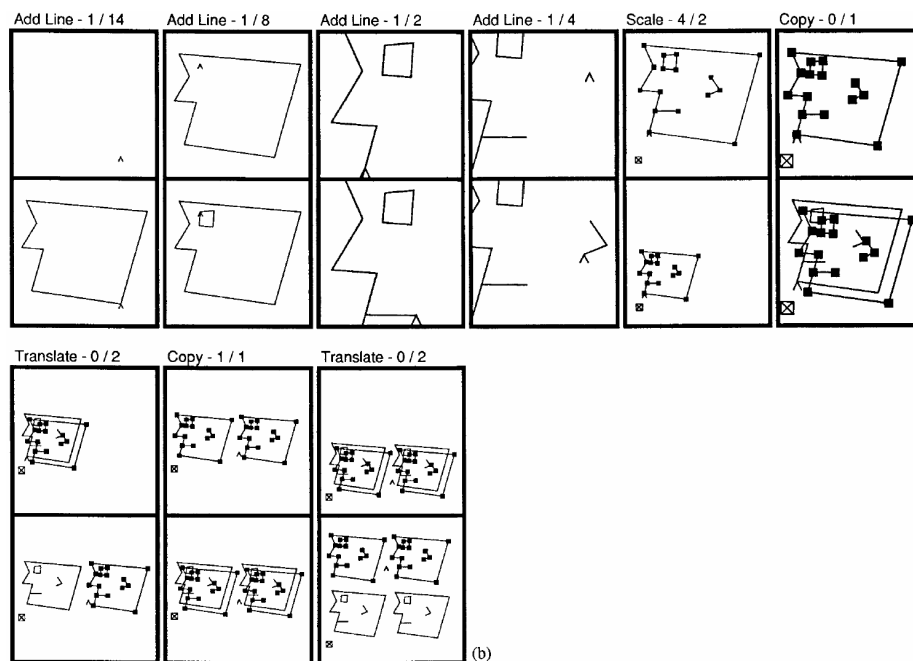 Add Line - 1 / 14 Add Line - 1 / 8 Add Line - 1 / 2 Add Line - 1 / 4 Scale - 4 / 2 Copy - 0 / 1
Translate - 0 / 2 Copy - 1 / 1 Translate - 0 / 2
(b)